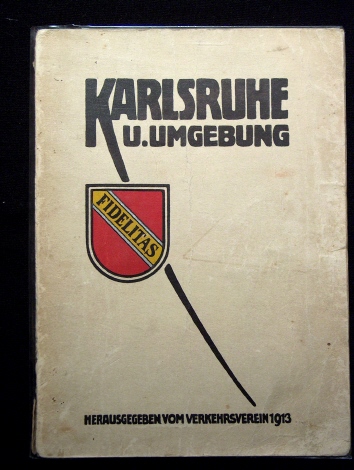 KARLSRUHE
U. UMGEBUNG
FIDELITAS
HERAUSGEGEBEN VOM VERKEHRSVEREIN 1913